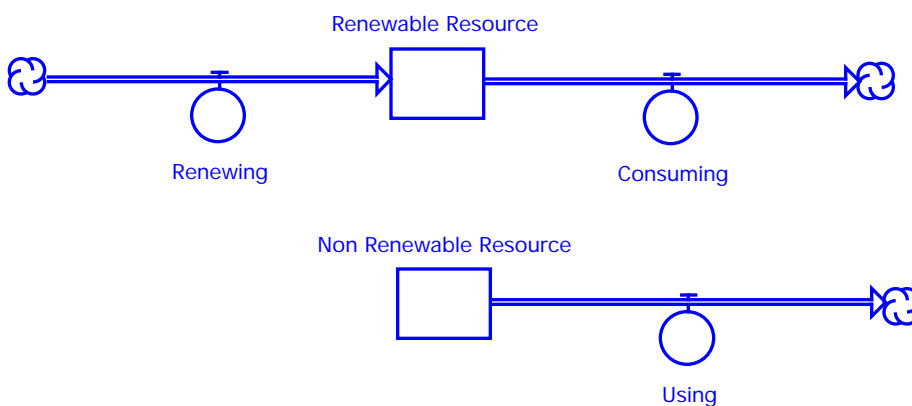 Renewable Resource
Renewing
Consuming
Non Renewable Resource
Using